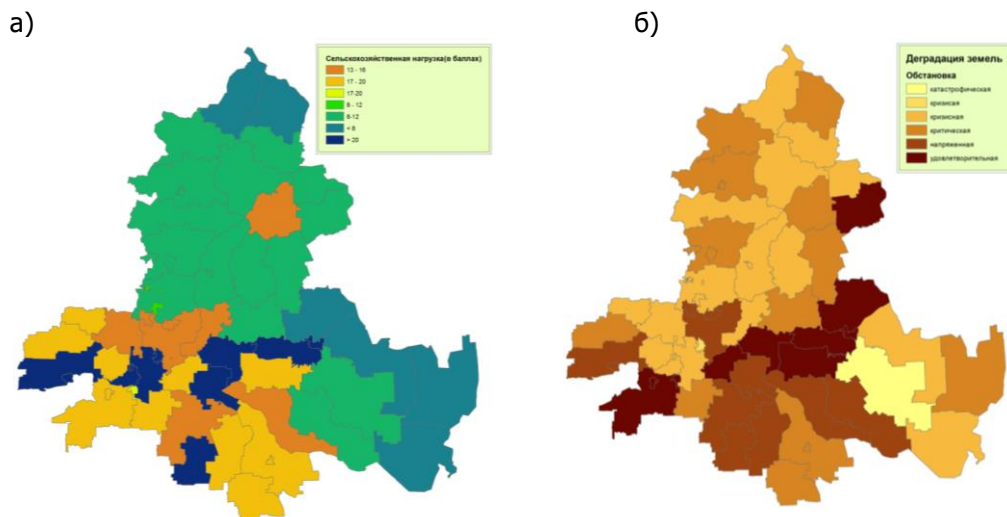 а)
б)
Сельскохозяйственная нагрузка(в баллах)
13 - 16
17 - 20
17-20
8 - 12
8-12
< 8
> 20
Деградация земель
Обстановка
катастрофическая
кризисая
кризисная
критическая
напряженная
удовлетворительная